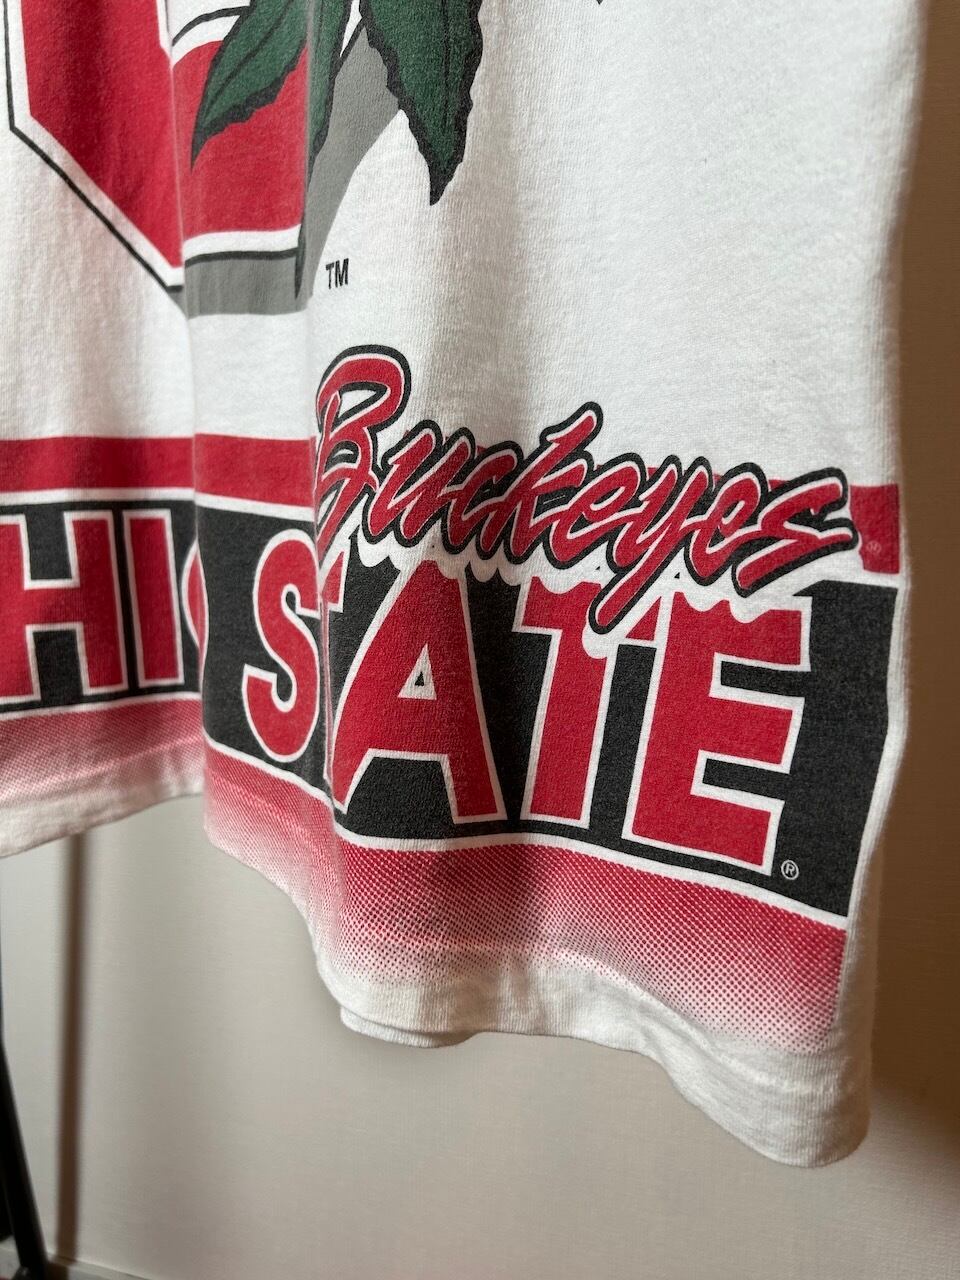 TM
Buckeyes ®
HIO STATE ®